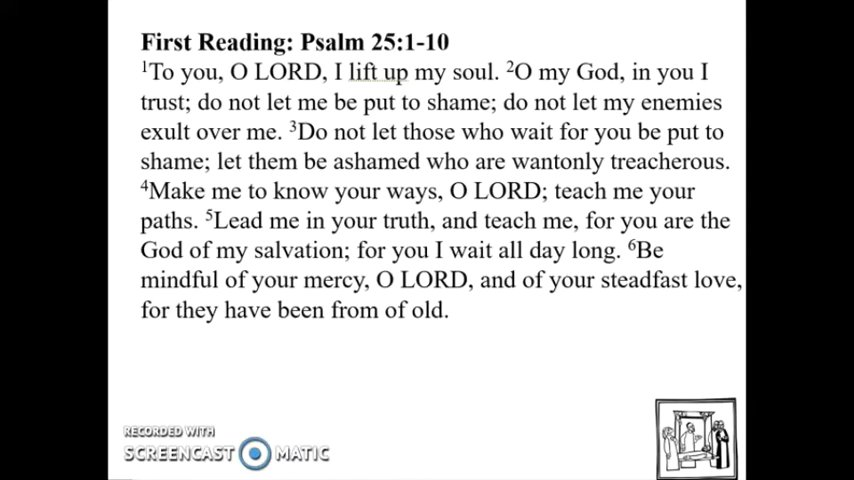 First Reading: Psalm 25:1-10
¹To you, O LORD, I lift up my soul. ²O my God, in you I
trust; do not let me be put to shame; do not let my enemies
exult over me. ³Do not let those who wait for you be put to
shame; let them be ashamed who are wantonly treacherous.
⁴Make me to know your ways, O LORD; teach me your
paths. ⁵Lead me in your truth, and teach me, for you are the
God of my salvation; for you I wait all day long. ⁶Be
mindful of your mercy, O LORD, and of your steadfast love,
for they have been from of old.
RECORDED WITH
SCREENCAST MATIC